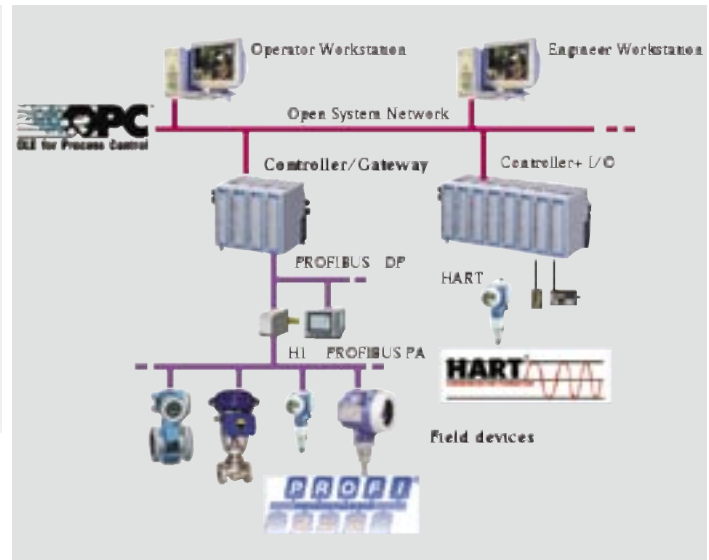 Operator Workstation
Engineer Workstation
Open System Network
OPC
OLE for Process Control
Controller/Gateway
Controller+ I/O
PROFIBUS DP
HART
H1 PROFIBUS PA
HART
Field devices
PROFI